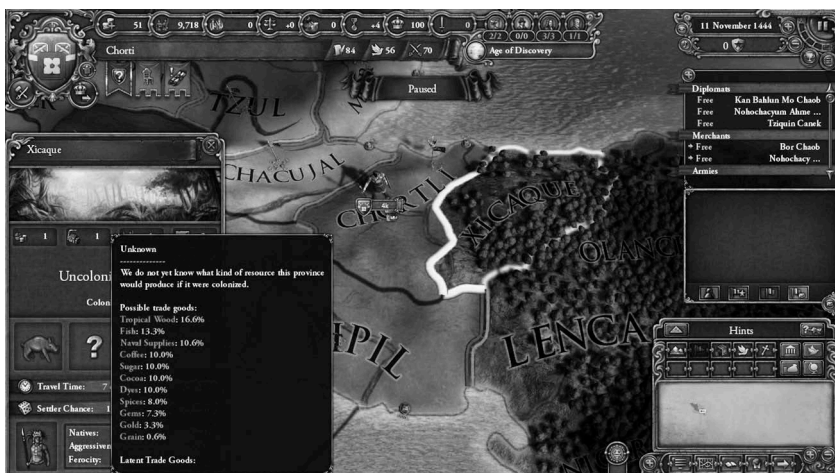 51 9,718 +0 +4 100 0
2/2 0/0 3/3 1/1
11 November 1444
0
Chorti 84 56 70
Age of Discovery
Paused
Diplomats
Free Kan Bahlun Mo Chaob
Free Nohochacyum Ahme ...
Free Tziquin Canek
Merchants
Free Bor Chaob
Free Nohochacy ...
Armies
TZUL
CHACUJAL
CHORTLI
XICAQUE
OLANCH
LENCA
Xicaque
1 1
Uncoloni
Travel Time: 7
Settler Chance: 1
Natives:
Aggressiven
Ferocity:
Unknown
We do not yet know what kind of resource this province
would produce if it were colonized.
Possible trade goods:
Tropical Wood: 16.6%
Fish: 13.3%
Naval Supplies: 10.6%
Coffee: 10.0%
Sugar: 10.0%
Cocoa: 10.0%
Dyes: 10.0%
Spices: 8.0%
Gems: 7.3%
Gold: 3.3%
Grain: 0.6%
Latent Trade Goods:
Hints